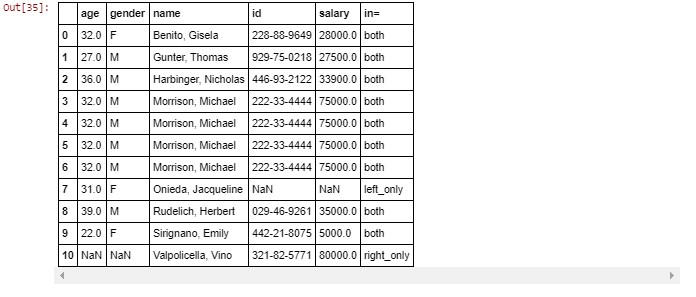 Out[35]:
age gender name id salary in=
0 32.0 F Benito, Gisela 228-88-9649 28000.0 both
1 27.0 M Gunter, Thomas 929-75-0218 27500.0 both
2 36.0 M Harbinger, Nicholas 446-93-2122 33900.0 both
3 32.0 M Morrison, Michael 222-33-4444 75000.0 both
4 32.0 M Morrison, Michael 222-33-4444 75000.0 both
5 32.0 M Morrison, Michael 222-33-4444 75000.0 both
6 32.0 M Morrison, Michael 222-33-4444 75000.0 both
7 31.0 F Onieda, Jacqueline NaN NaN left_only
8 39.0 M Rudelich, Herbert 029-46-9261 35000.0 both
9 22.0 F Sirignano, Emily 442-21-8075 5000.0 both
10 NaN NaN Valpolicella, Vino 321-82-5771 80000.0 right_only